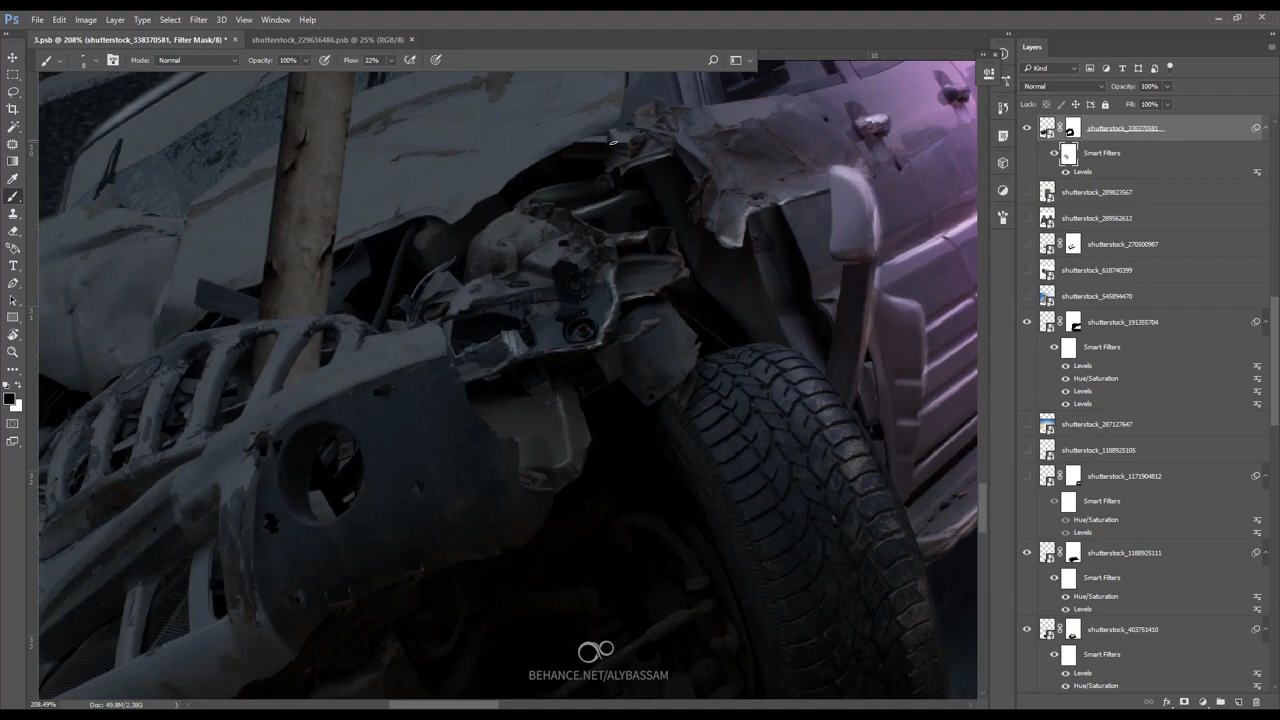 Ps File Edit Image Layer Type Select Filter 3D View Window Help
3.psb @ 208% (shutterstock_338370581, Filter Mask/8) * × shutterstock_229636486.psb @ 25% (RGB/8) ×
8 Mode: Normal Opacity: 100% Flow: 22%
10
Layers
Kind
Normal Opacity: 100%
Lock: Fill: 100%
shutterstock_338370581...
Smart Filters
Levels
shutterstock_289823567
shutterstock_289562612
shutterstock_270500987
shutterstock_618740399
shutterstock_545894470
shutterstock_191355704
Smart Filters
Levels
Hue/Saturation
Levels
Levels
shutterstock_287127647
shutterstock_1188925105
shutterstock_1171904812
Smart Filters
Hue/Saturation
Levels
shutterstock_1188925111
Smart Filters
Hue/Saturation
Levels
shutterstock_403751410
Smart Filters
Levels
Hue/Saturation
BEHANCE.NET/ALYBASSAM
208.49% Doc: 49.8M/2.38G